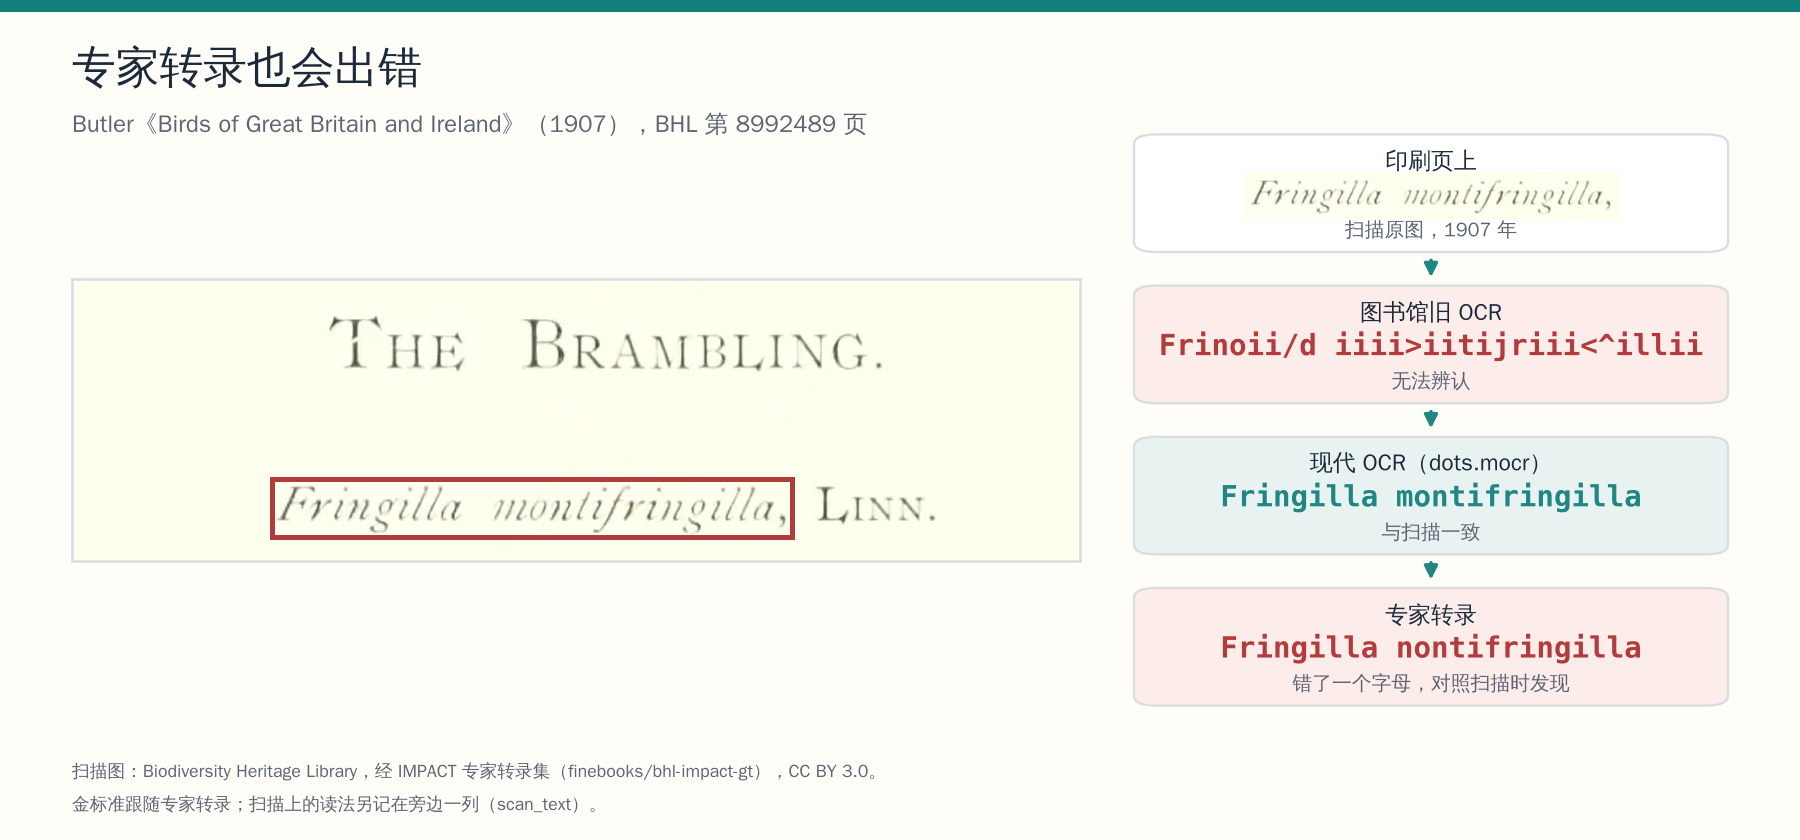 专家转录也会出错
Butler《Birds of Great Britain and Ireland》（1907），BHL 第 8992489 页
THE BRAMBLING.
Fringilla montifringilla, LINN.
印刷页上
Fringilla montifringilla,
扫描原图，1907 年
图书馆旧 OCR
Frinoii/d iiii>iitijriii<^illii
无法辨认
现代 OCR（dots.mocr）
Fringilla montifringilla
与扫描一致
专家转录
Fringilla nontifringilla
错了一个字母，对照扫描时发现
扫描图：Biodiversity Heritage Library，经 IMPACT 专家转录集（finebooks/bhl-impact-gt），CC BY 3.0。
金标准跟随专家转录；扫描上的读法另记在旁边一列（scan_text）。